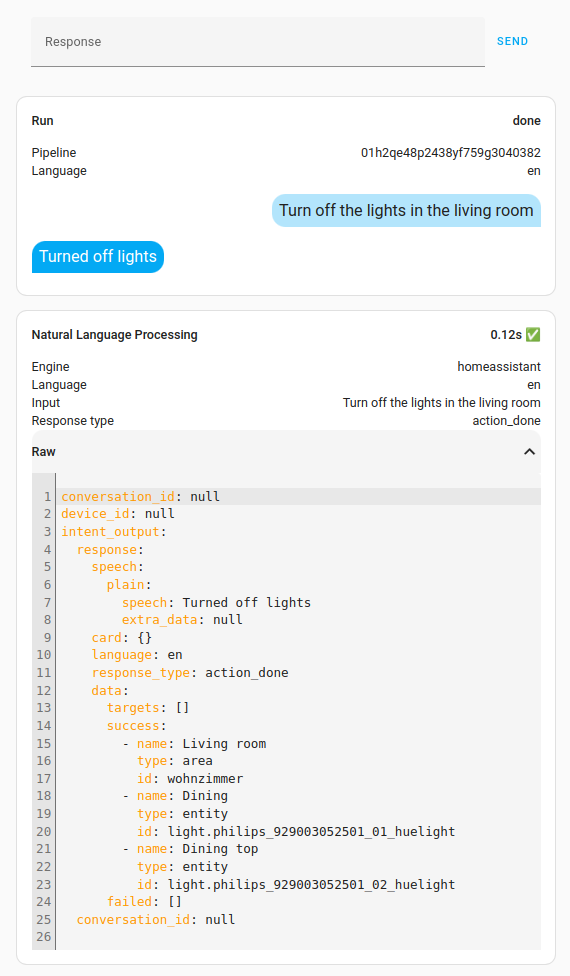 Response
SEND
Run done
Pipeline 01h2qe48p2438yf759g3040382
Language en
Turn off the lights in the living room
Turned off lights
Natural Language Processing 0.12s ✅
Engine homeassistant
Language en
Input Turn off the lights in the living room
Response type action_done
Raw
1 conversation_id: null
2 device_id: null
3 intent_output:
4   response:
5     speech:
6       plain:
7         speech: Turned off lights
8         extra_data: null
9     card: {}
10     language: en
11     response_type: action_done
12     data:
13       targets: []
14       success:
15         - name: Living room
16           type: area
17           id: wohnzimmer
18         - name: Dining
19           type: entity
20           id: light.philips_929003052501_01_huelight
21         - name: Dining top
22           type: entity
23           id: light.philips_929003052501_02_huelight
24       failed: []
25   conversation_id: null
26